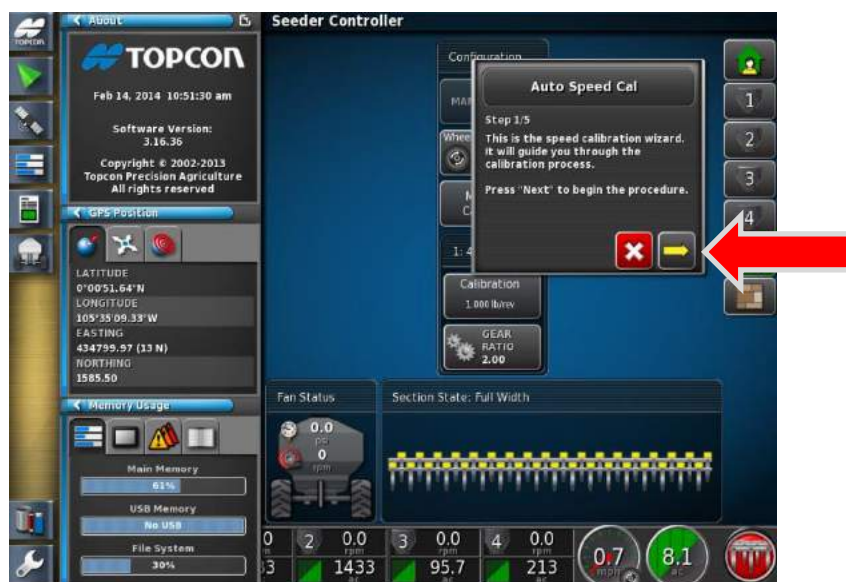 TOPCON
About
TOPCON
Feb 14, 2014 10:51:30 am
Software Version:
3.16.36
Copyright © 2002-2013
Topcon Precision Agriculture
All rights reserved
GPS Position
LATITUDE
0°00'51.64"N
LONGITUDE
105°35'09.33"W
EASTING
434799.97 (13 N)
NORTHING
1585.50
Memory Usage
Main Memory
61%
USB Memory
No USB
File System
30%
Seeder Controller
Configuration
Auto Speed Cal
Step 1/5
This is the speed calibration wizard.
It will guide you through the
calibration process.
Press "Next" to begin the procedure.
Calibration
1.000 lb/rev
GEAR
RATIO
2.00
1
2
3
4
Fan Status
0.0
psi
0
rpm
Section State: Full Width
2 0.0 3 0.0 4 0.0
rpm rpm rpm
1433 95.7 213
ac ac ac
0.7
mph
8.1
ac